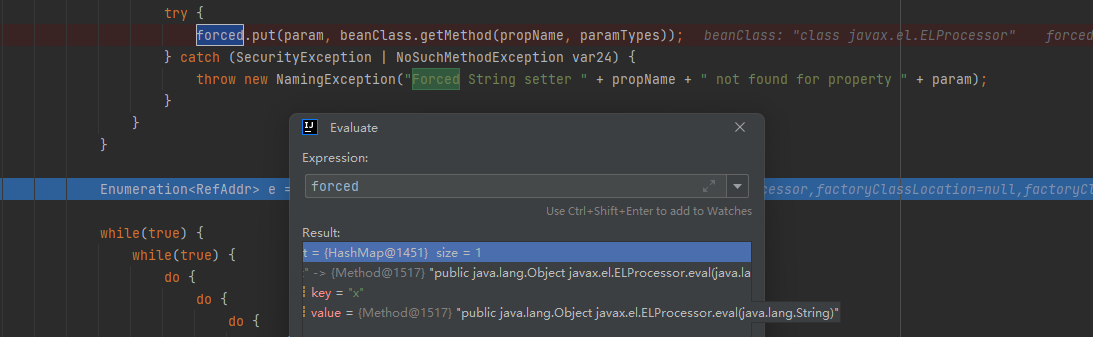 try {
forced.put(param, beanClass.getMethod(propName, paramTypes)); beanClass: "class javax.el.ELProcessor" forced
} catch (SecurityException | NoSuchMethodException var24) {
throw new NamingException("Forced String setter " + propName + " not found for property " + param);
}
}
}
Enumeration<RefAddr> e = cessor,factoryClassLocation=null,factoryCl
while(true) {
while(true) {
do {
do {
do {
IJ Evaluate
Expression:
forced
Use Ctrl+Shift+Enter to add to Watches
Result:
t = {HashMap@1451} size = 1
" -> {Method@1517} "public java.lang.Object javax.el.ELProcessor.eval(java.la
key = "x"
value = {Method@1517} "public java.lang.Object javax.el.ELProcessor.eval(java.lang.String)"